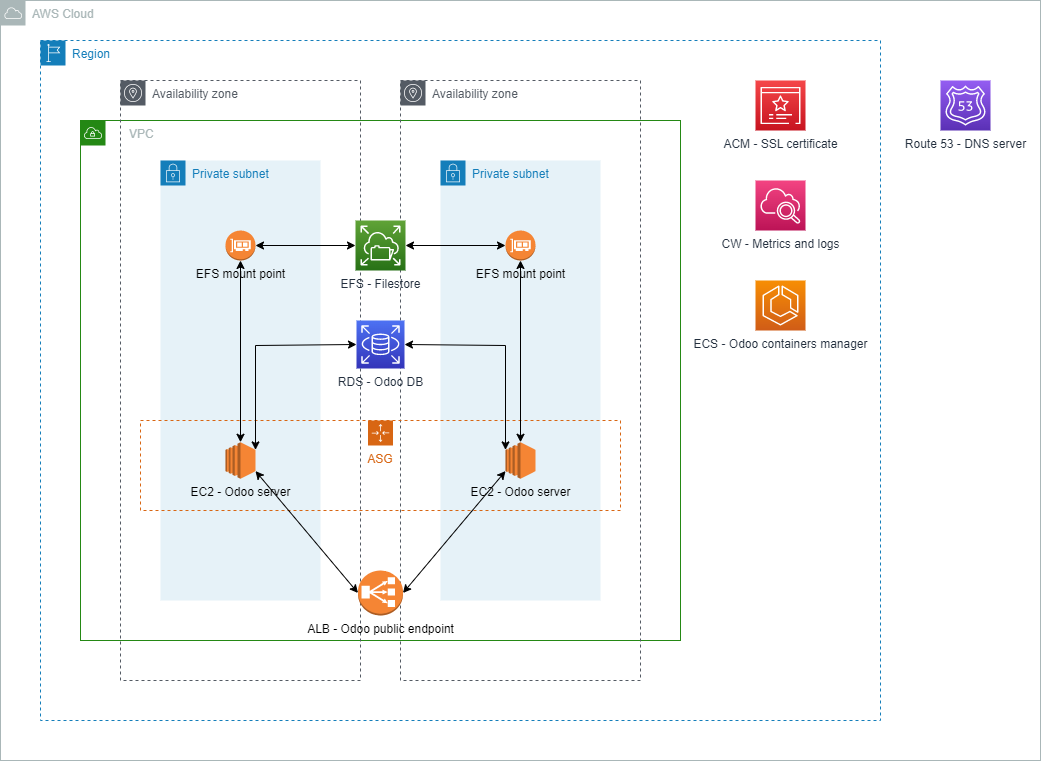 AWS Cloud
Region
Availability zone
Availability zone
VPC
Private subnet
Private subnet
ACM - SSL certificate
53
Route 53 - DNS server
CW - Metrics and logs
EFS mount point
EFS - Filestore
EFS mount point
ECS - Odoo containers manager
RDS - Odoo DB
ASG
EC2 - Odoo server
EC2 - Odoo server
ALB - Odoo public endpoint